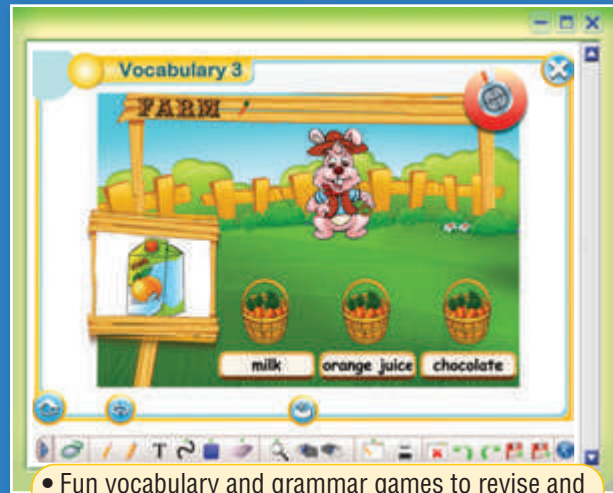 Vocabulary 3
FARM
milk
orange juice
chocolate
T
• Fun vocabulary and grammar games to revise and